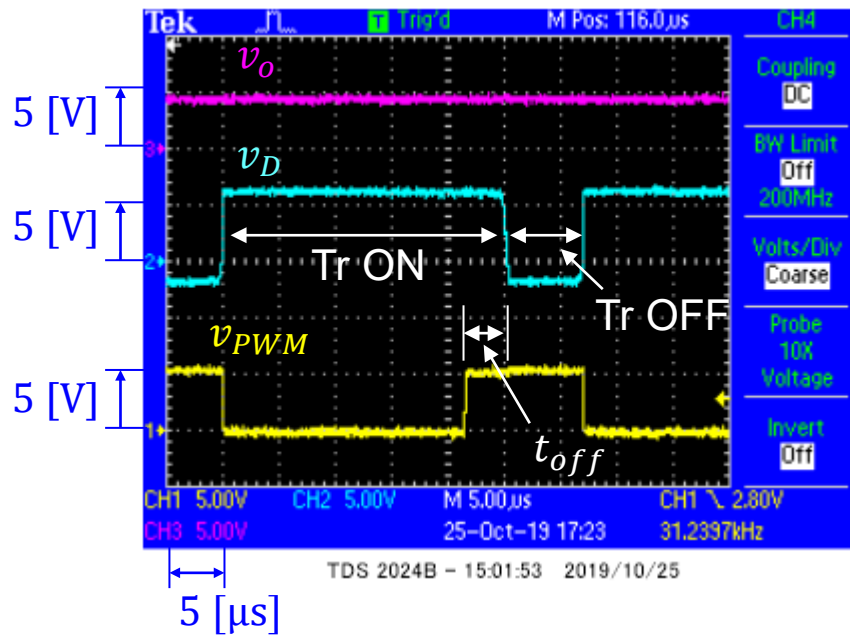 Tek T Trig'd M Pos: 116.0µs CH4
v_O
Coupling
DC
5 [V]
3
BW Limit
Off
200MHz
v_D
5 [V]
2
Tr ON
Tr OFF
Volts/Div
Coarse
v_PWM
Probe
10X
Voltage
5 [V]
1
t_off
Invert
Off
CH1 5.00V CH2 5.00V M 5.00µs CH1 \ 2.80V
CH3 5.00V 25-Oct-19 17:23 31.2397kHz
TDS 2024B - 15:01:53 2019/10/25
5 [µs]